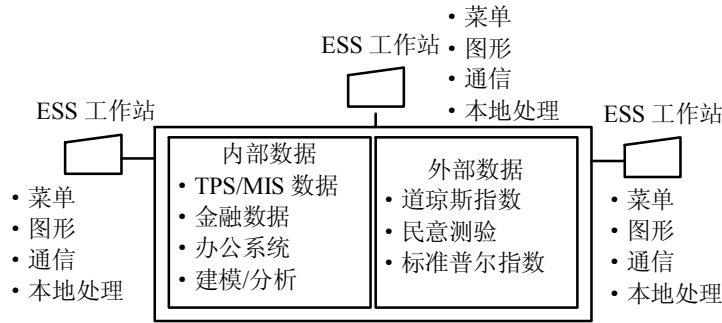 ESS 工作站
• 菜单
• 图形
• 通信
• 本地处理
ESS 工作站
• 菜单
• 图形
• 通信
• 本地处理
内部数据
• TPS/MIS 数据
• 金融数据
• 办公系统
• 建模/分析
外部数据
• 道琼斯指数
• 民意测验
• 标准普尔指数
ESS 工作站
• 菜单
• 图形
• 通信
• 本地处理